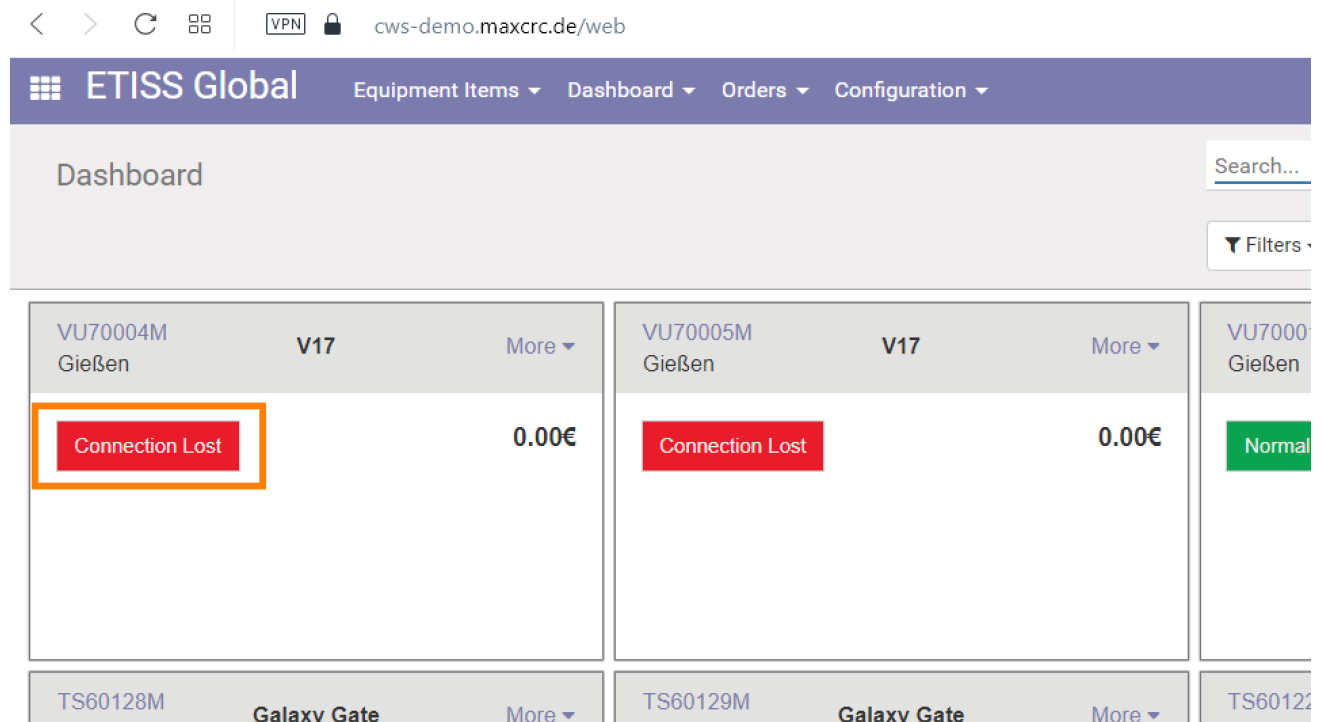 VPN cws-demo.maxcrc.de/web
ETISS Global Equipment Items Dashboard Orders Configuration
Dashboard
Search...
Filters
VU70004M
Gießen
V17
More
Connection Lost
0.00€
VU70005M
Gießen
V17
More
Connection Lost
0.00€
Gießen
Normal
TS60128M
Galaxy Gate
More
TS60129M
Galaxy Gate
More